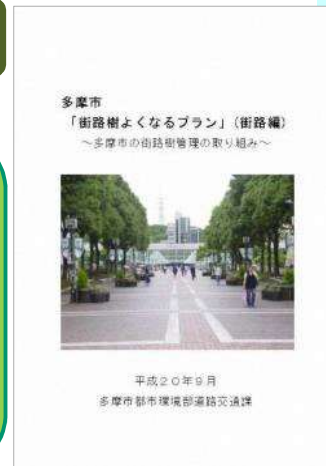 多摩市
「街路樹よくなるプラン」（街路編）
～多摩市の街路樹管理の取り組み～
平成２０年９月
多摩市都市環境部道路交通課